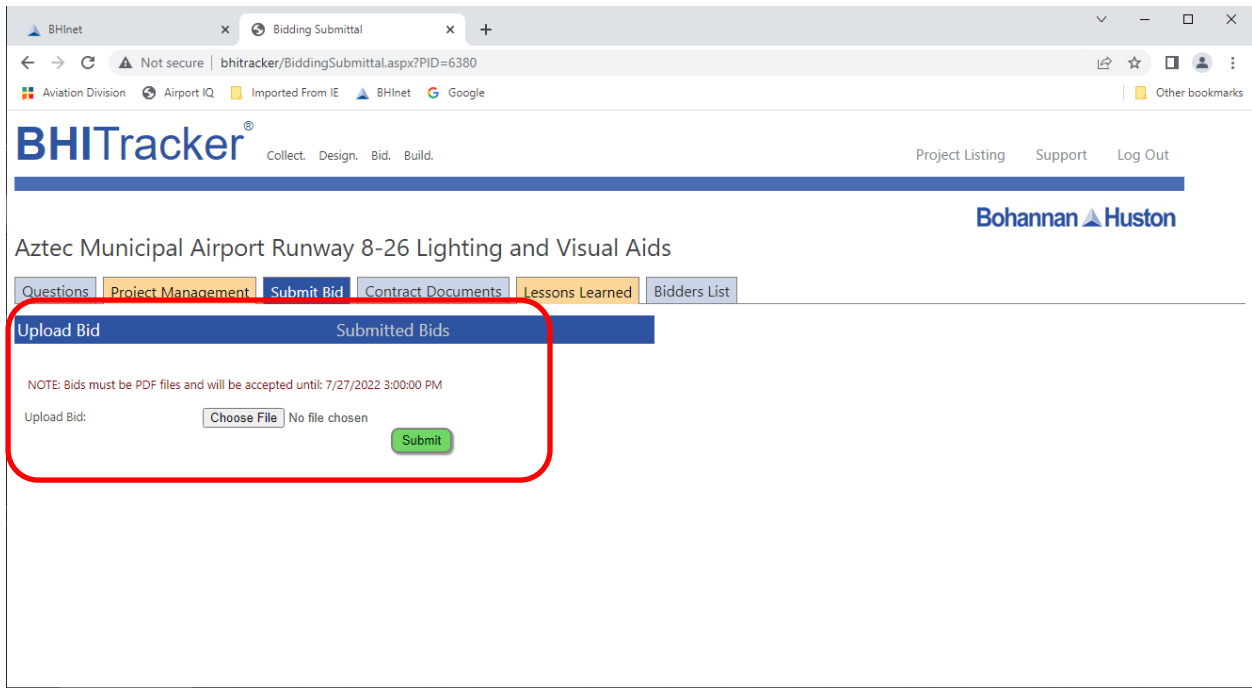 BHInet
Bidding Submittal
Not secure | bhitracker/BiddingSubmittal.aspx?PID=6380
Aviation Division Airport IQ Imported From IE BHInet G Google Other bookmarks
BHITracker® Collect. Design. Bid. Build. Project Listing Support Log Out
Bohannan Huston
Aztec Municipal Airport Runway 8-26 Lighting and Visual Aids
Questions Project Management Submit Bid Contract Documents Lessons Learned Bidders List
Upload Bid Submitted Bids
NOTE: Bids must be PDF files and will be accepted until: 7/27/2022 3:00:00 PM
Upload Bid: Choose File No file chosen
Submit